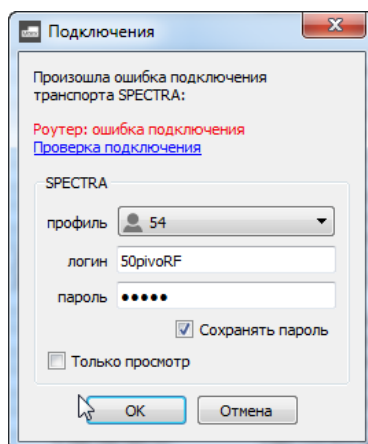 Подключения
Произошла ошибка подключения
транспорта SPECTRA:
Роутер: ошибка подключения
Проверка подключения
SPECTRA
профиль 54
логин 50pivoRF
пароль •••••
Сохранять пароль
Только просмотр
OK Отмена